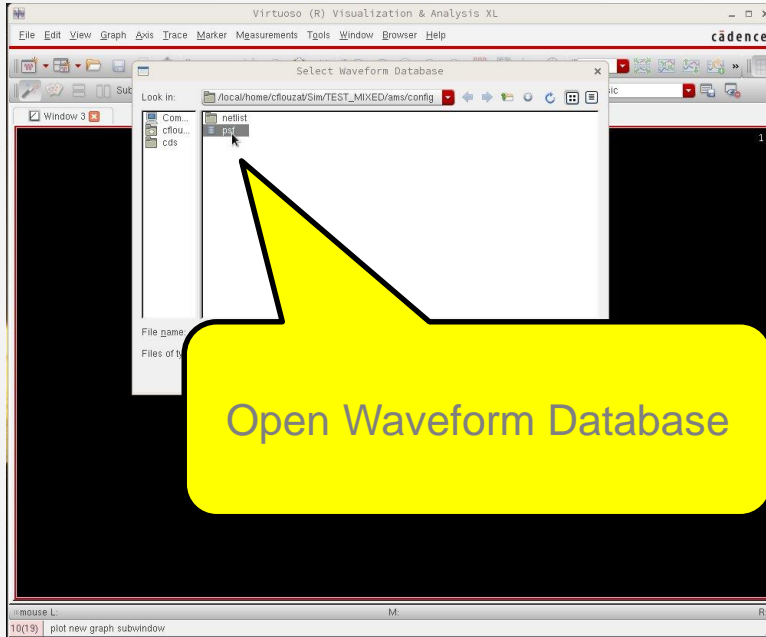 Virtuoso (R) Visualization & Analysis XL
File Edit View Graph Axis Trace Marker Measurements Tools Window Browser Help
cādence
Select Waveform Database
Look in: /local/home/cflouzat/Sim/TEST_MIXED/ams/config
Window 3
Com...
cflou...
cds
netlist
psf
1
File name:
Files of
Open Waveform Database
mouse L: M: R:
10(19) plot new graph subwindow